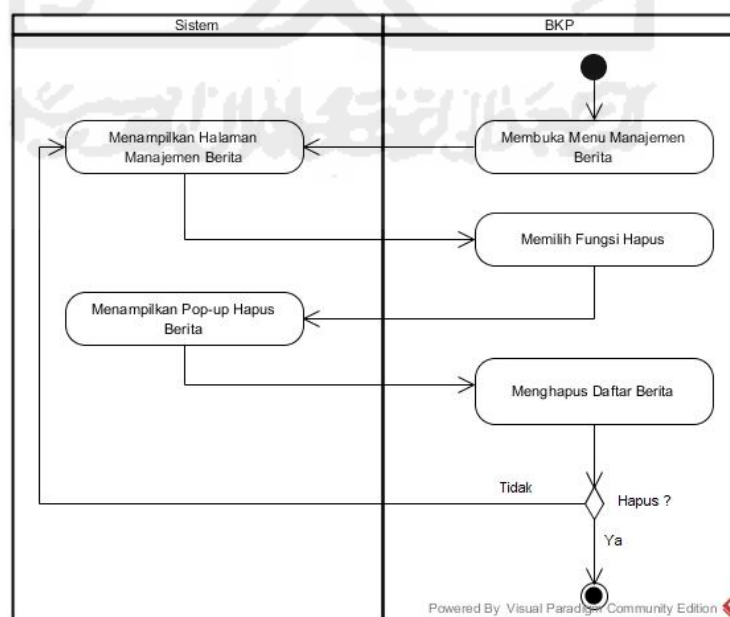 Sistem
BKP
Menampilkan Halaman
Manajemen Berita
Membuka Menu Manajemen
Berita
Memilih Fungsi Hapus
Menampilkan Pop-up Hapus
Berita
Menghapus Daftar Berita
Tidak
Hapus ?
Ya
Powered By Visual Paradigm Community Edition